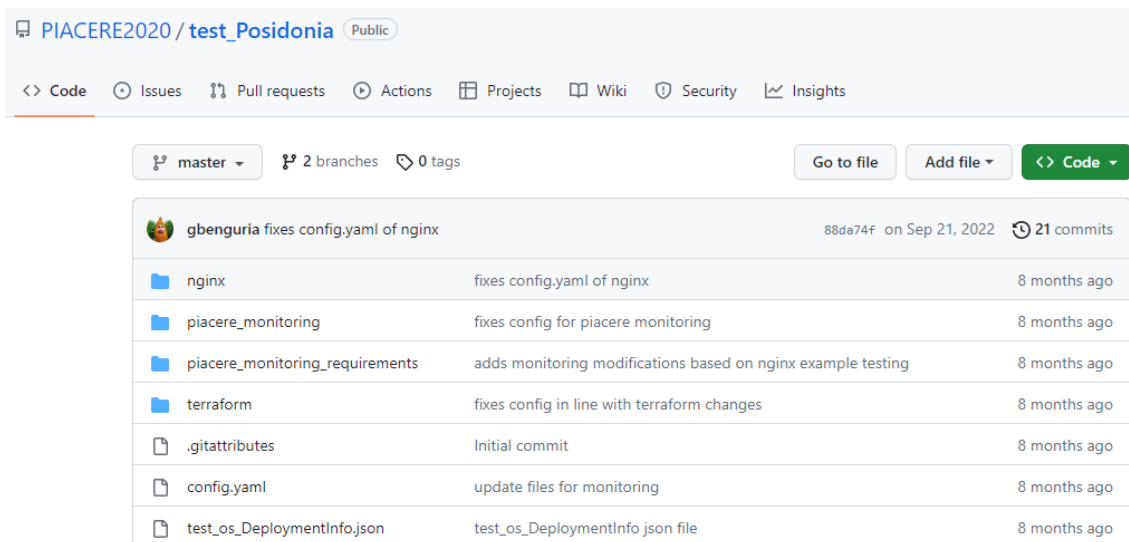 PIACERE2020 / test_Posidonia Public
Code Issues Pull requests Actions Projects Wiki Security Insights
master 2 branches 0 tags Go to file Add file Code
gbenguria fixes config.yaml of nginx 88da74f on Sep 21, 2022 21 commits
nginx fixes config.yaml of nginx 8 months ago
piacere_monitoring fixes config for piacere monitoring 8 months ago
piacere_monitoring_requirements adds monitoring modifications based on nginx example testing 8 months ago
terraform fixes config in line with terraform changes 8 months ago
.gitattributes Initial commit 8 months ago
config.yaml update files for monitoring 8 months ago
test_os_DeploymentInfo.json test_os_DeploymentInfo json file 8 months ago